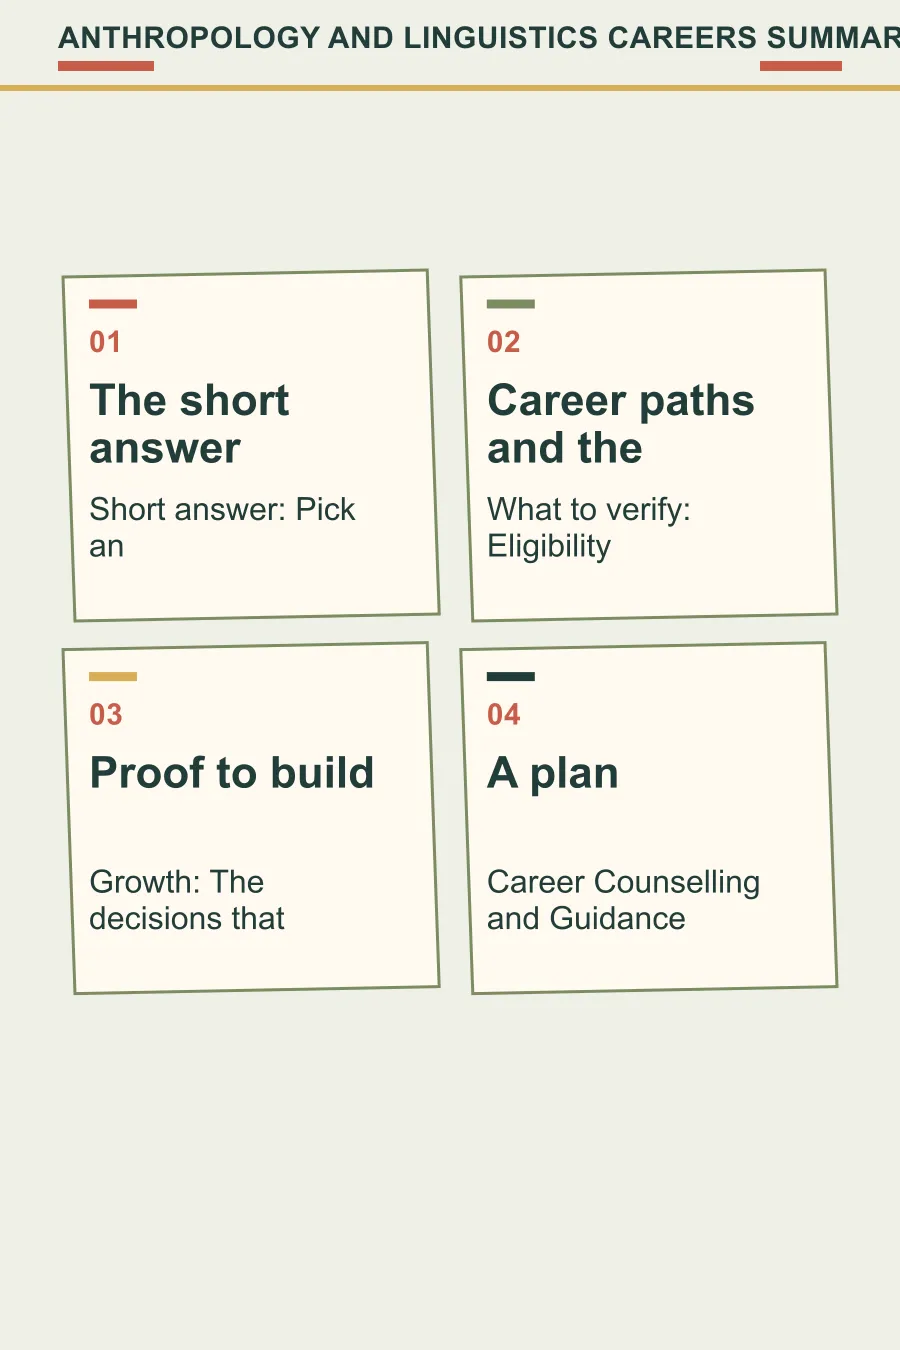 ANTHROPOLOGY AND LINGUISTICS CAREERS SUMMAR
01
The short
answer
Short answer: Pick
an
02
Career paths
and the
What to verify:
Eligibility
03
Proof to build
Growth: The
decisions that
04
A plan
Career Counselling
and Guidance